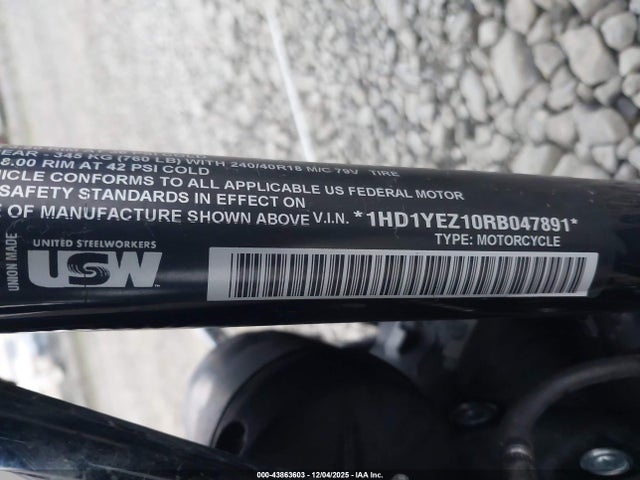 EAR - 345 KG (760 LB) WITH 240/40R18 M/C 79V TIRE
8.00 RIM AT 42 PSI COLD
HICLE CONFORMS TO ALL APPLICABLE US FEDERAL MOTOR
SAFETY STANDARDS IN EFFECT ON
E OF MANUFACTURE SHOWN ABOVE V.I.N. *1HD1YEZ10RB047891*
TYPE: MOTORCYCLE
UNION MADE
UNITED STEELWORKERS
USW
000-43863603 - 12/04/2025 - IAA Inc.